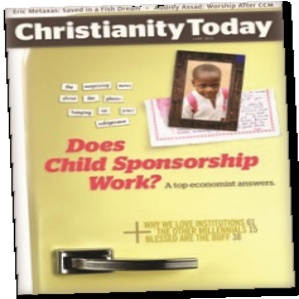 Eric Metaxas: Saved in a Fish Dream • Audrey Assad: Worship After CCM
Christianity Today
the surprising news
about the photo
hanging on your
refrigerator
Does
Child Sponsorship
Work? A top economist answers.
WHY WE LOVE INSTITUTIONS 61
THE OTHER MILLENNIALS 15
BLESSED ARE THE BUFF 38